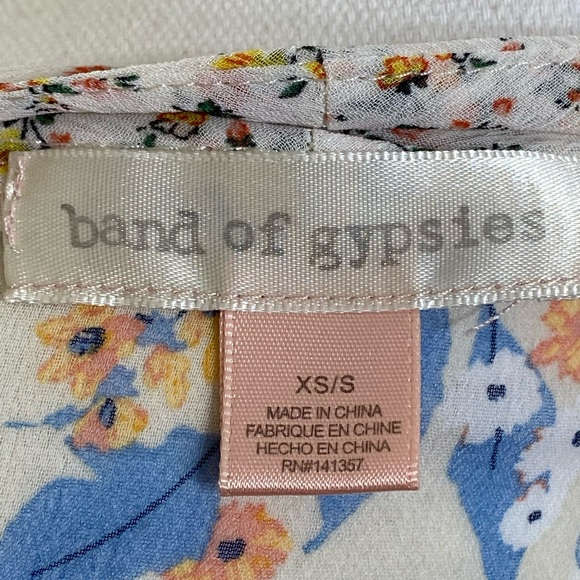 band of gypsies
XS/S
MADE IN CHINA
FABRIQUE EN CHINE
HECHO EN CHINA
RN#141357